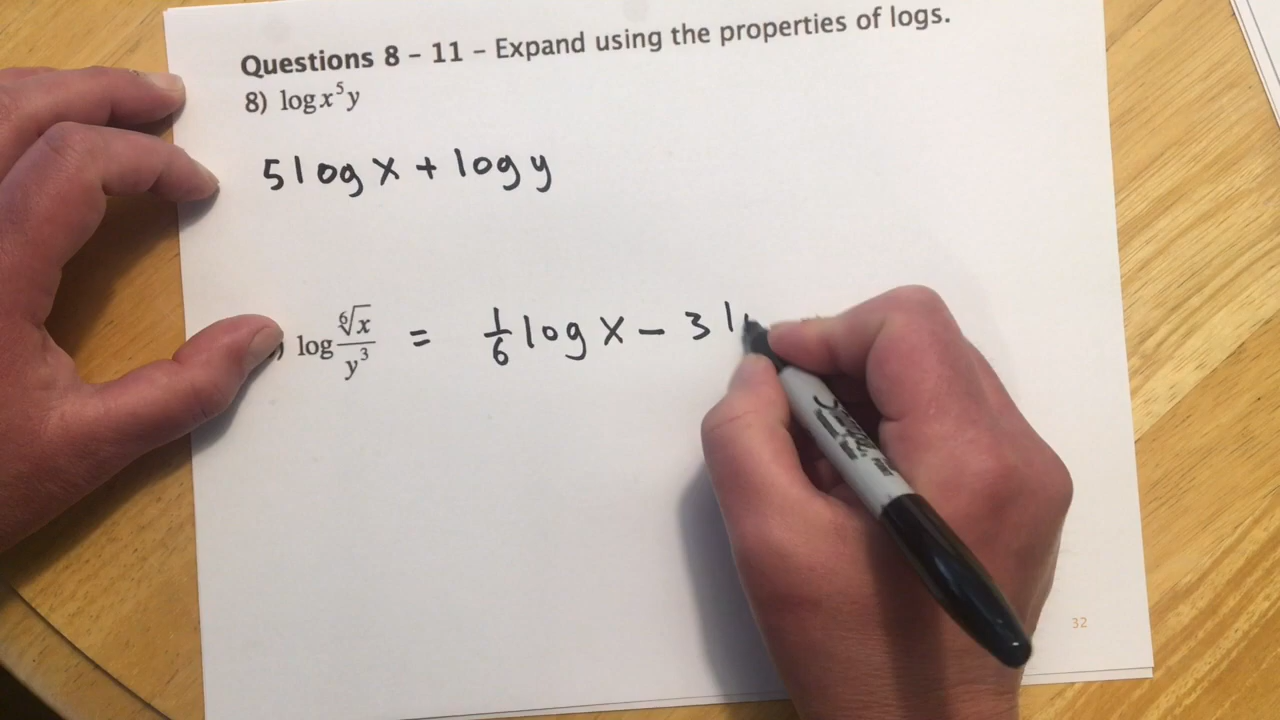 Questions 8 - 11 - Expand using the properties of logs.
8) log x⁵y
5 log x + log y
) log ⁶√x / y³ = 1/6 log x - 3 l
32